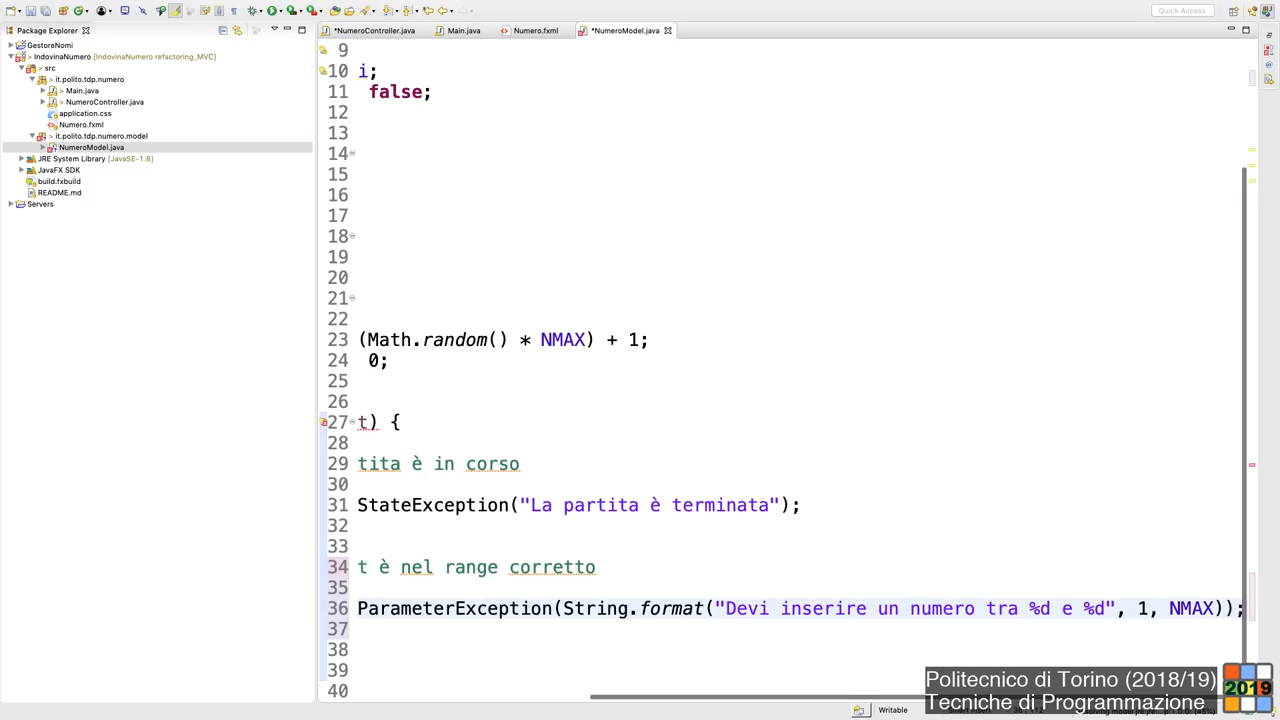 Quick Access
Package Explorer
GestoreNomi
> IndovinaNumero [IndovinaNumero refactoring_MVC]
> src
> it.polito.tdp.numero
> Main.java
> NumeroController.java
application.css
Numero.fxml
> it.polito.tdp.numero.model
NumeroModel.java
JRE System Library [JavaSE-1.8]
JavaFX SDK
build.fxbuild
README.md
Servers
*NumeroController.java
Main.java
Numero.fxml
*NumeroModel.java
9
10 i;
11 false;
12
13
14
15
16
17
18
19
20
21
22
23 (Math.random() * NMAX) + 1;
24 0;
25
26
27 t) {
28
29 tita è in corso
30
31 StateException("La partita è terminata");
32
33
34 t è nel range corretto
35
36 ParameterException(String.format("Devi inserire un numero tra %d e %d", 1, NMAX));
37
38
39
40
Writable
Politecnico di Torino (2018/19)
Tecniche di Programmazione
2019